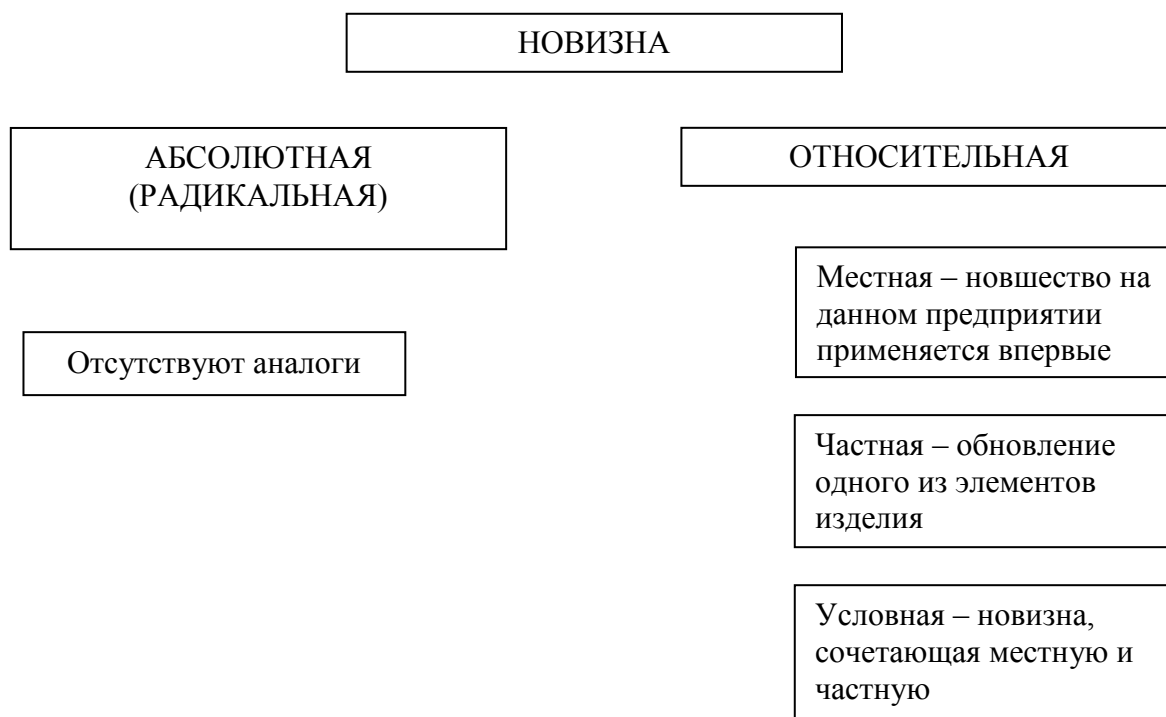 НОВИЗНА
АБСОЛЮТНАЯ
(РАДИКАЛЬНАЯ)
ОТНОСИТЕЛЬНАЯ
Отсутствуют аналоги
Местная – новшество на
данном предприятии
применяется впервые
Частная – обновление
одного из элементов
изделия
Условная – новизна,
сочетающая местную и
частную